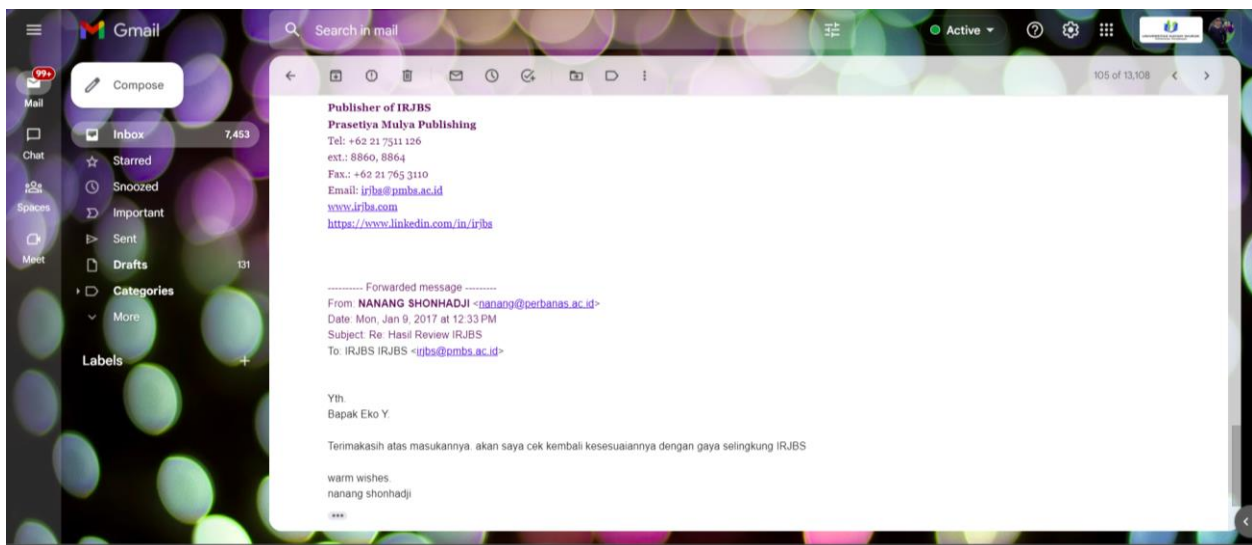 Gmail
Search in mail
Active
99+
Mail
Compose
105 of 13,108
Inbox 7,453
Chat
Starred
Snoozed
Spaces
Important
Sent
Meet
Drafts 131
Categories
More
Labels
Publisher of IRJBS
Prasetiya Mulya Publishing
Tel: +62 21 7511 126
ext.: 8860, 8864
Fax.: +62 21 765 3110
Email: irjbs@pmbs.ac.id
www.irjbs.com
https://www.linkedin.com/in/irjbs
---------- Forwarded message ---------
From: NANANG SHONHADJI <nanang@perbanas.ac.id>
Date: Mon, Jan 9, 2017 at 12:33 PM
Subject: Re: Hasil Review IRJBS
To: IRJBS IRJBS <irjbs@pmbs.ac.id>
Yth.
Bapak Eko Y.
Terimakasih atas masukannya. akan saya cek kembali kesesuaiannya dengan gaya selingkung IRJBS
warm wishes.
nanang shonhadji